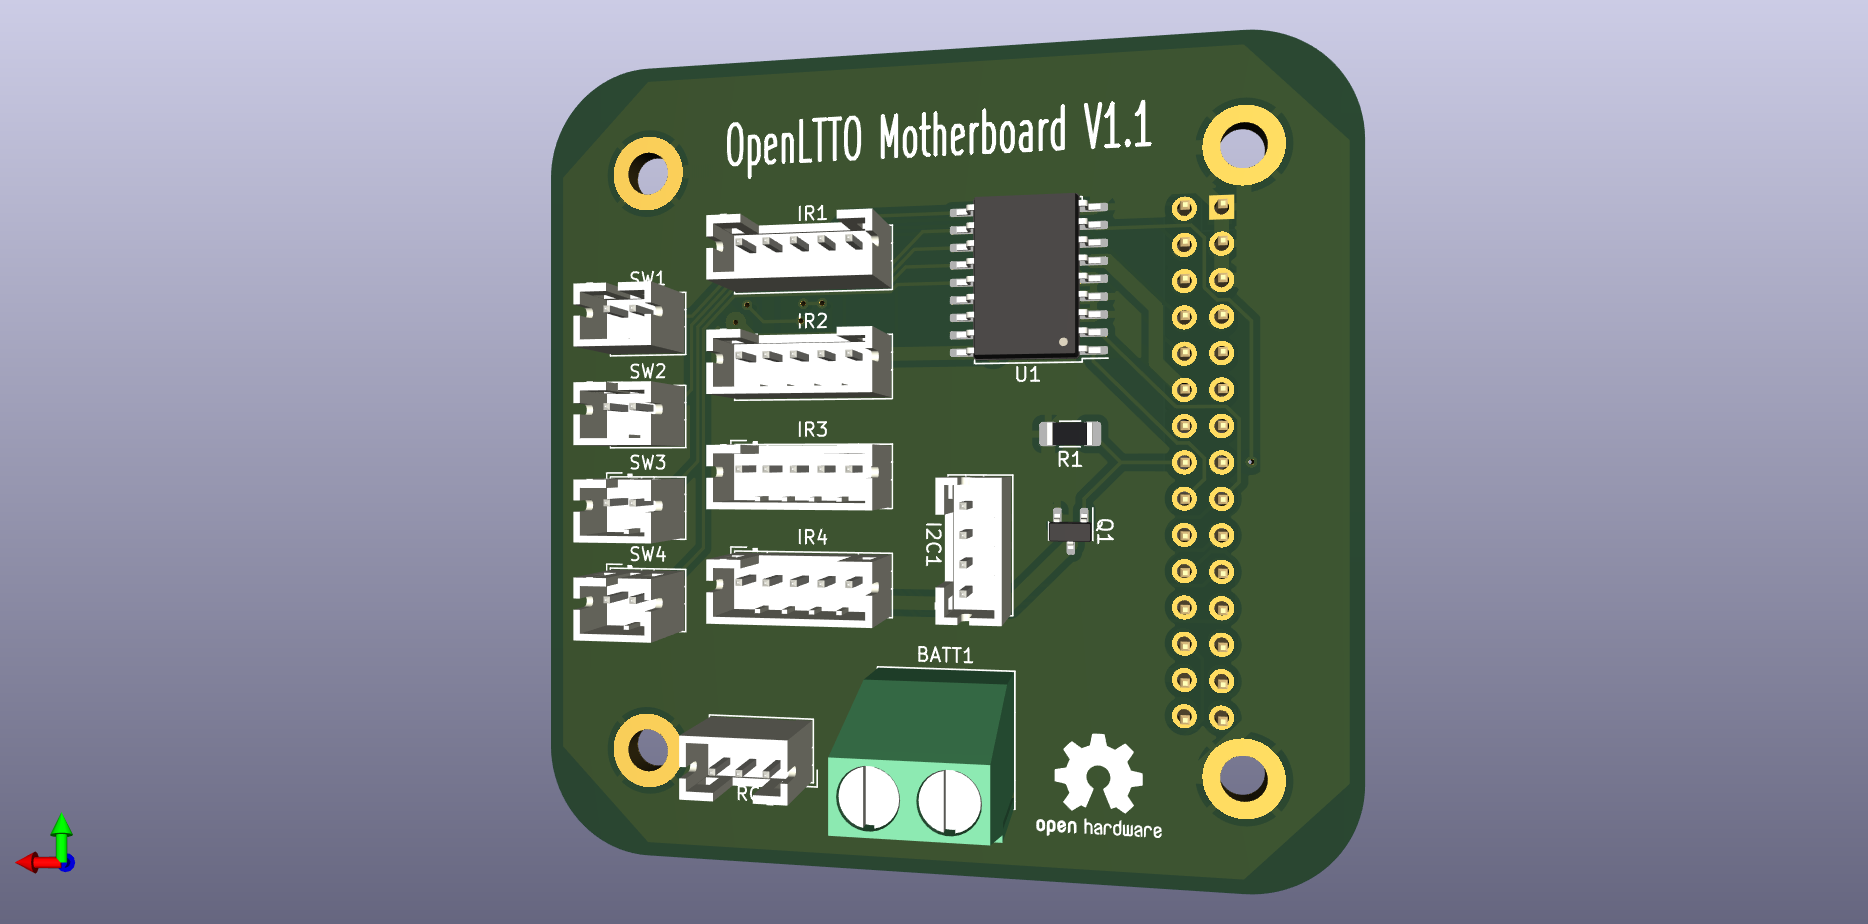 OpenLTTO Motherboard V1.1
IR1
SW1
IR2
U1
SW2
IR3
R1
SW3
I2C1
Q1
IR4
SW4
BATT1
open hardware